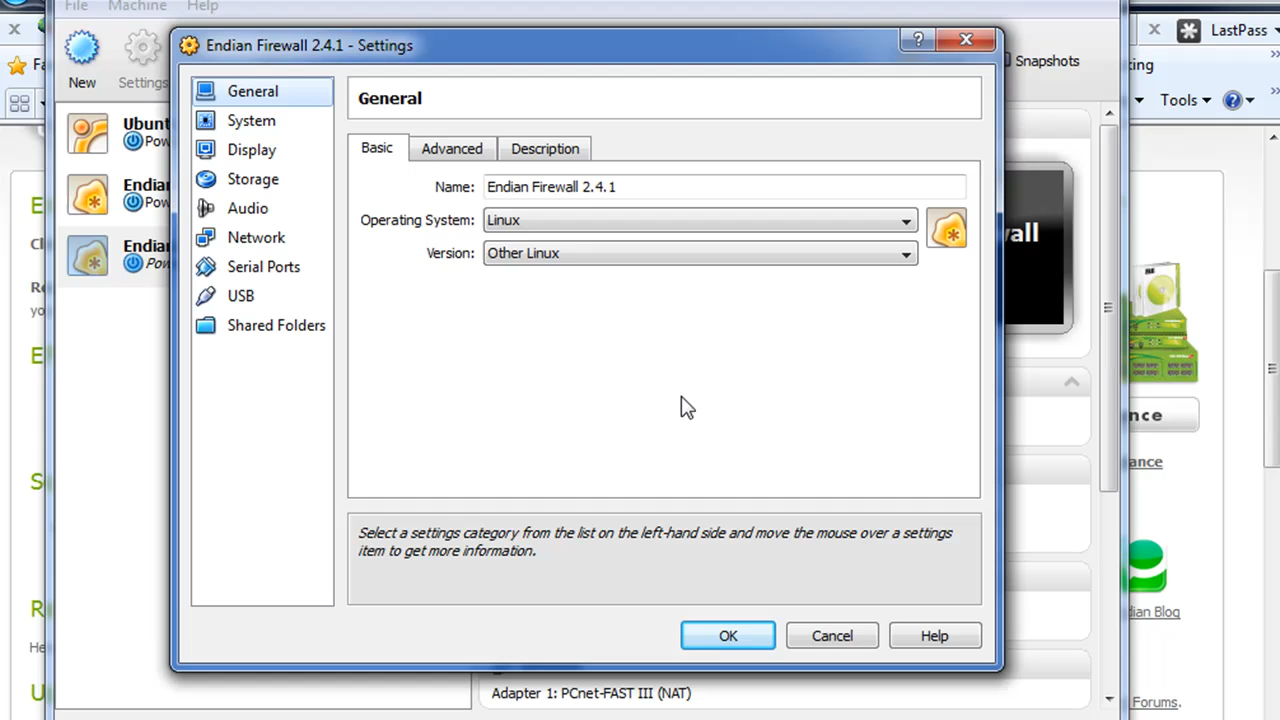 File Machine Help
Endian Firewall 2.4.1 - Settings
?
LastPass
New
Settings
Snapshots
Tools
General
System
Display
Storage
Audio
Network
Serial Ports
USB
Shared Folders
General
Basic
Advanced
Description
Name: Endian Firewall 2.4.1
Operating System: Linux
Version: Other Linux
Select a settings category from the list on the left-hand side and move the mouse over a settings
item to get more information.
OK
Cancel
Help
Adapter 1: PCnet-FAST III (NAT)